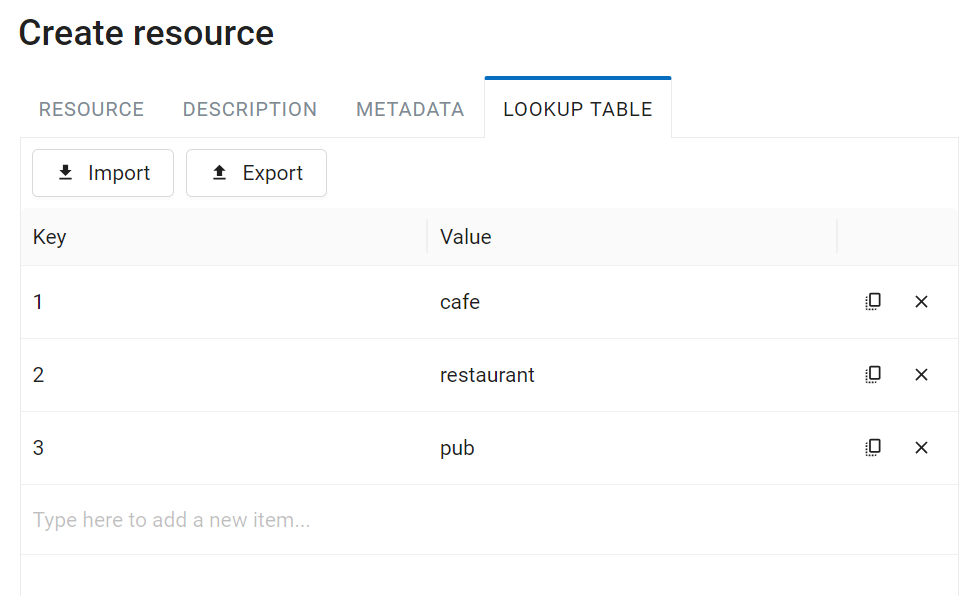 Create resource
RESOURCE DESCRIPTION METADATA LOOKUP TABLE
Import Export
Key Value
1 cafe
2 restaurant
3 pub
Type here to add a new item...